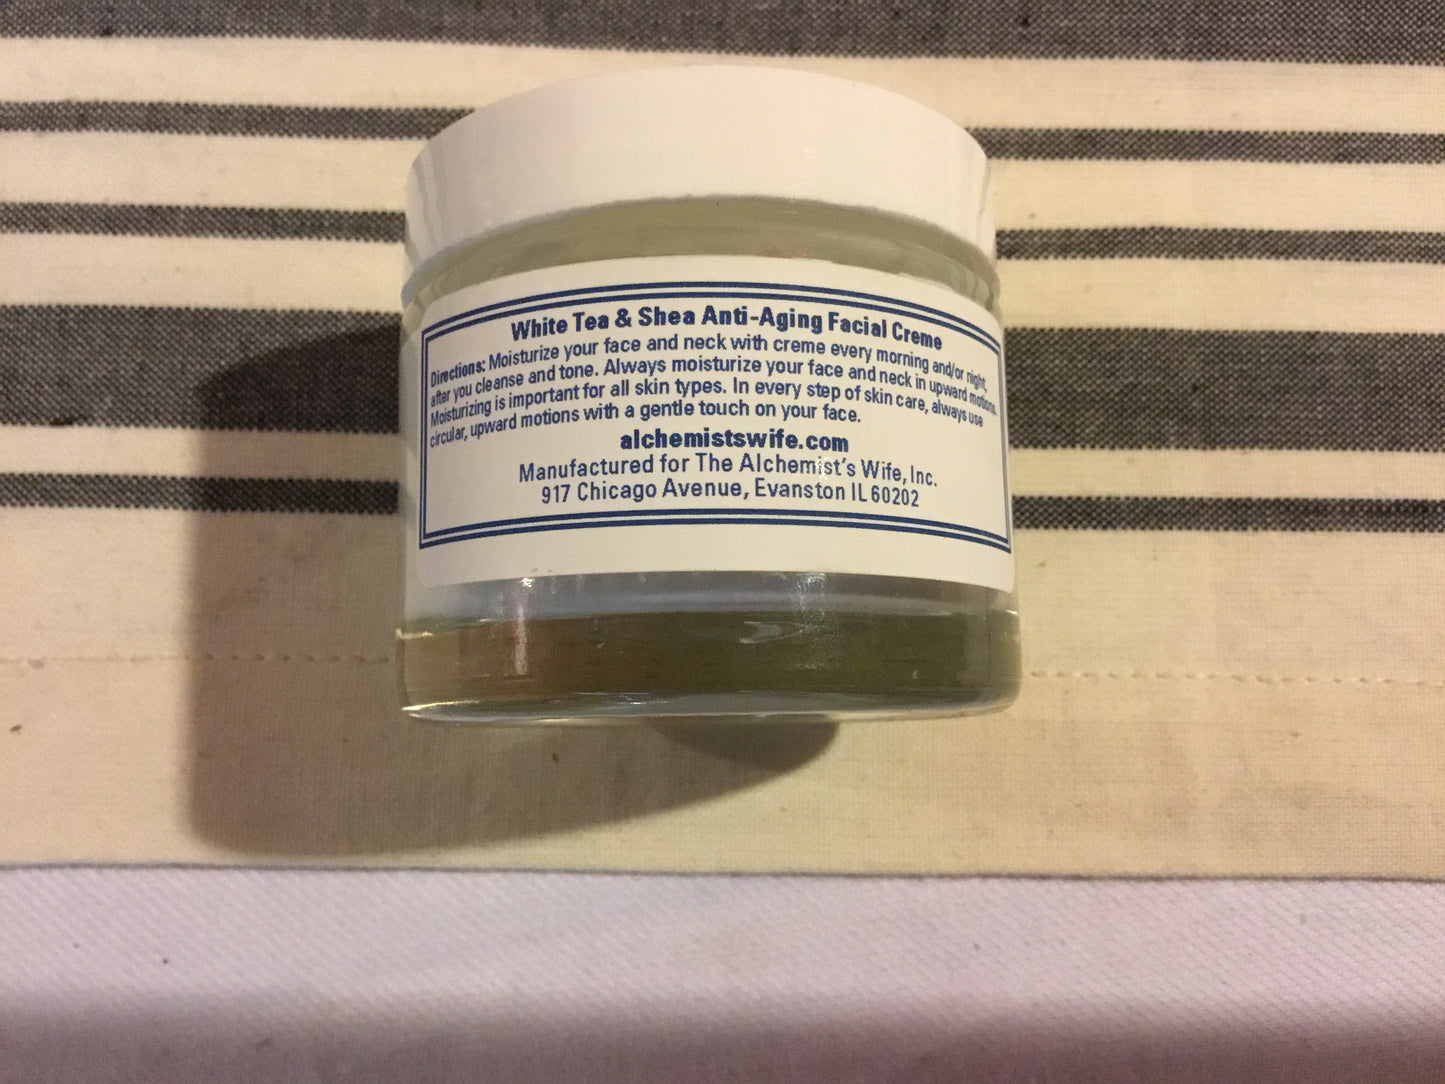 White Tea & Shea Anti-Aging Facial Creme
Directions: Moisturize your face and neck with creme every morning and/or night,
after you cleanse and tone. Always moisturize your face and neck in upward motions.
Moisturizing is important for all skin types. In every step of skin care, always use
circular, upward motions with a gentle touch on your face.
alchemistswife.com
Manufactured for The Alchemist's Wife, Inc.
917 Chicago Avenue, Evanston IL 60202